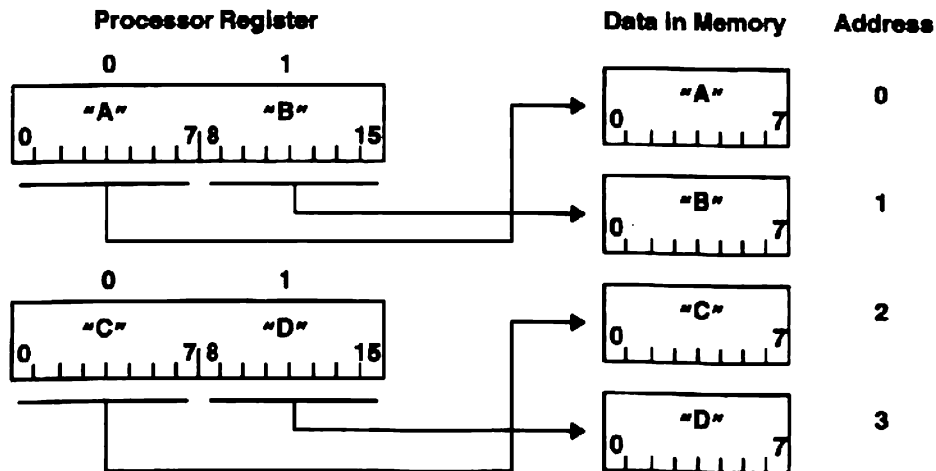 Processor Register Data in Memory Address
0 1
"A" "B" "A" 0
0 7 8 15 0 7
"B" 1
0 7
0 1
"C" "D" "C" 2
0 7 8 15 0 7
"D" 3
0 7